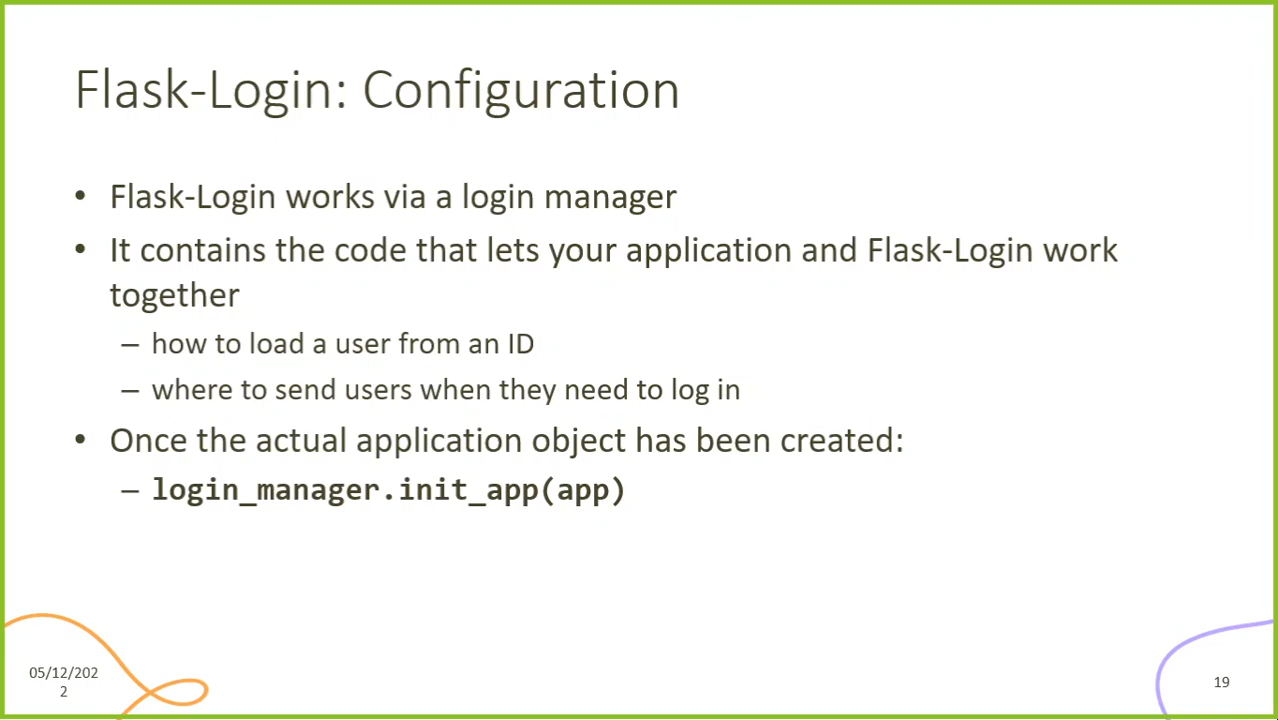 Flask-Login: Configuration
• Flask-Login works via a login manager
• It contains the code that lets your application and Flask-Login work
together
– how to load a user from an ID
– where to send users when they need to log in
• Once the actual application object has been created:
– login_manager.init_app(app)
05/12/202
2
19